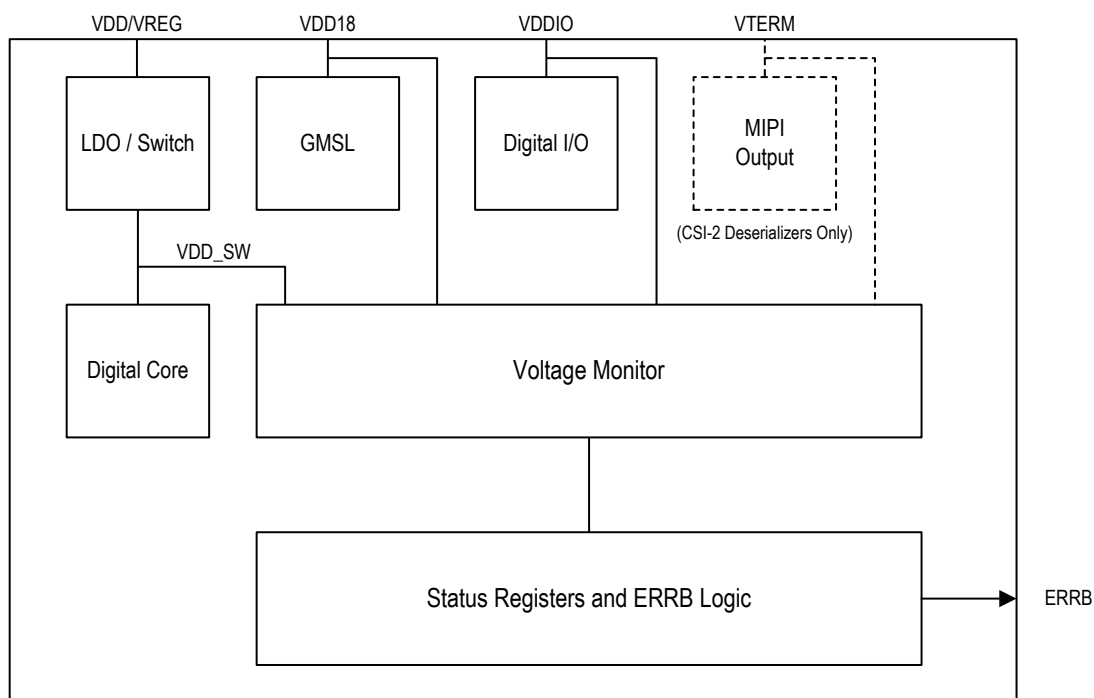 VDD/VREG
VDD18
VDDIO
VTERM
LDO / Switch
GMSL
Digital I/O
MIPI
Output
(CSI-2 Deserializers Only)
VDD_SW
Digital Core
Voltage Monitor
Status Registers and ERRB Logic
ERRB